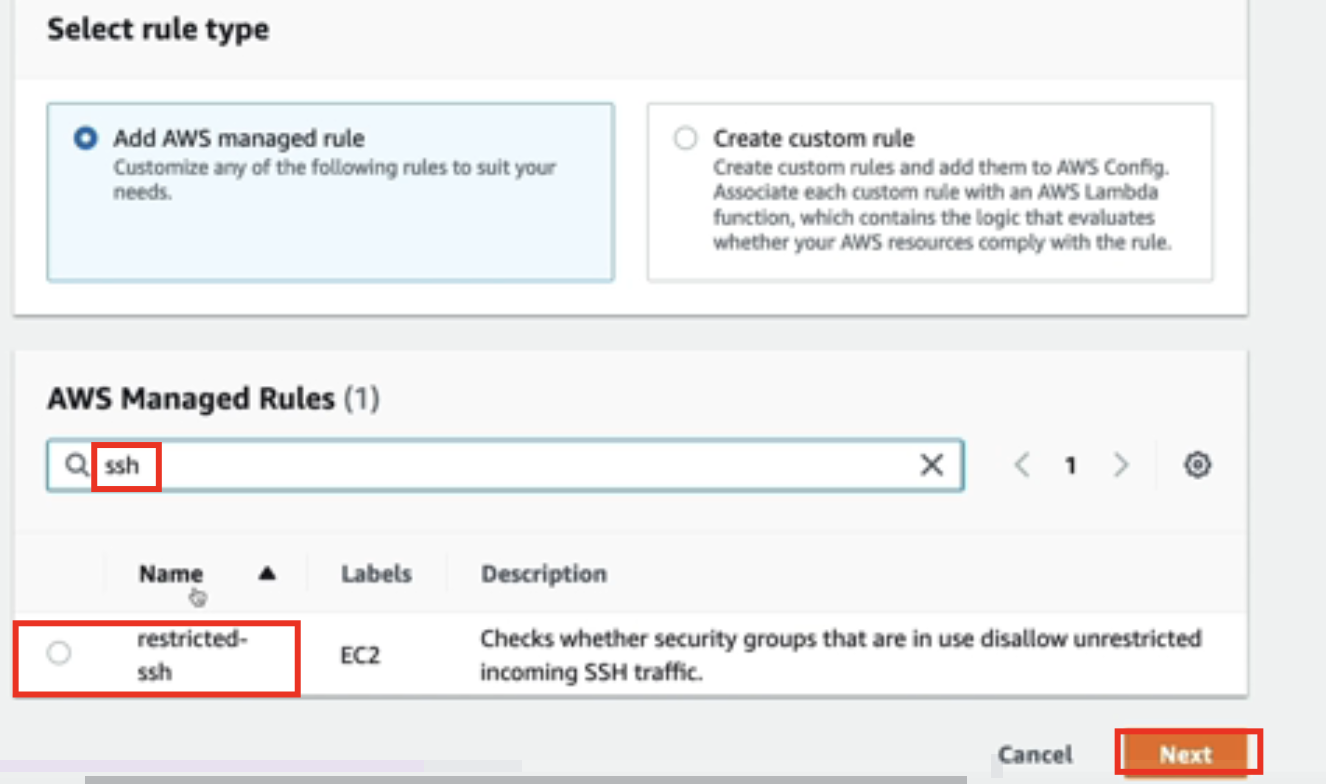 Select rule type
Add AWS managed rule
Customize any of the following rules to suit your
needs.
Create custom rule
Create custom rules and add them to AWS Config.
Associate each custom rule with an AWS Lambda
function, which contains the logic that evaluates
whether your AWS resources comply with the rule.
AWS Managed Rules (1)
ssh
1
Name Labels Description
restricted-
ssh
EC2
Checks whether security groups that are in use disallow unrestricted
incoming SSH traffic.
Cancel Next